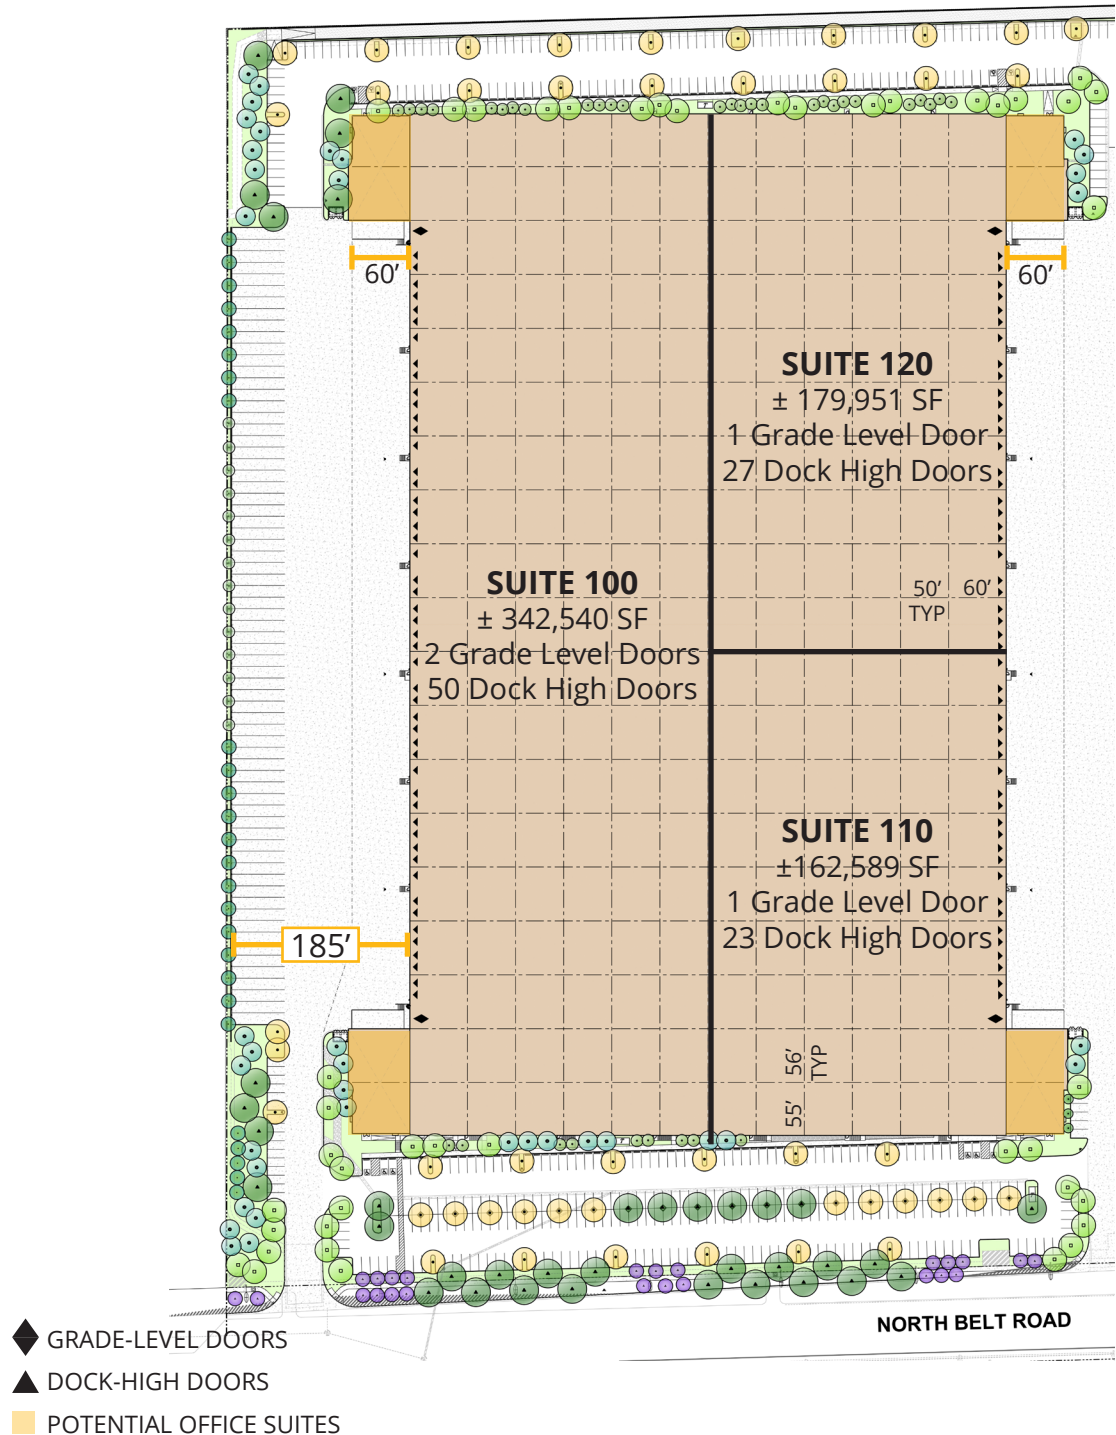 60’
60’
SUITE 120
± 179,951 SF
1 Grade Level Door
27 Dock High Doors
50’ 60’
TYP
SUITE 100
± 342,540 SF
2 Grade Level Doors
50 Dock High Doors
SUITE 110
±162,589 SF
1 Grade Level Door
23 Dock High Doors
185’
56’
TYP
55’
NORTH BELT ROAD
GRADE-LEVEL DOORS
DOCK-HIGH DOORS
POTENTIAL OFFICE SUITES